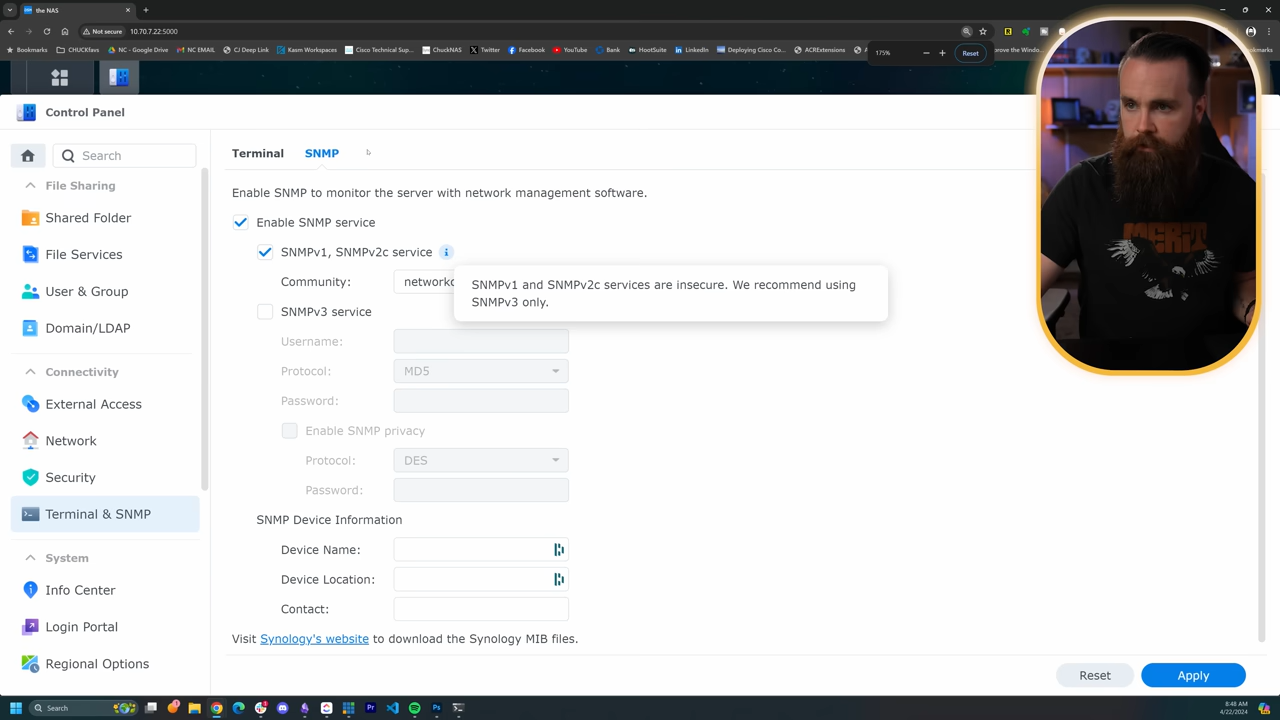 the NAS
Not secure 10.70.7.22:5000
Bookmarks CHUCKfavs NC - Google Drive NC EMAIL CJ Deep Link Kasm Workspaces Cisco Technical Sup... ChuckNAS Twitter Facebook YouTube Bank HootSuite LinkedIn Deploying Cisco Co... ACRExtensions
175% Reset
Control Panel
Search
File Sharing
Shared Folder
File Services
User & Group
Domain/LDAP
Connectivity
External Access
Network
Security
Terminal & SNMP
System
Info Center
Login Portal
Regional Options
Terminal SNMP
Enable SNMP to monitor the server with network management software.
Enable SNMP service
SNMPv1, SNMPv2c service
Community:
SNMPv1 and SNMPv2c services are insecure. We recommend using
SNMPv3 only.
SNMPv3 service
Username:
Protocol: MD5
Password:
Enable SNMP privacy
Protocol: DES
Password:
SNMP Device Information
Device Name:
Device Location:
Contact:
Visit Synology's website to download the Synology MIB files.
Reset Apply
MERIT
Search
8:48 AM
4/22/2024